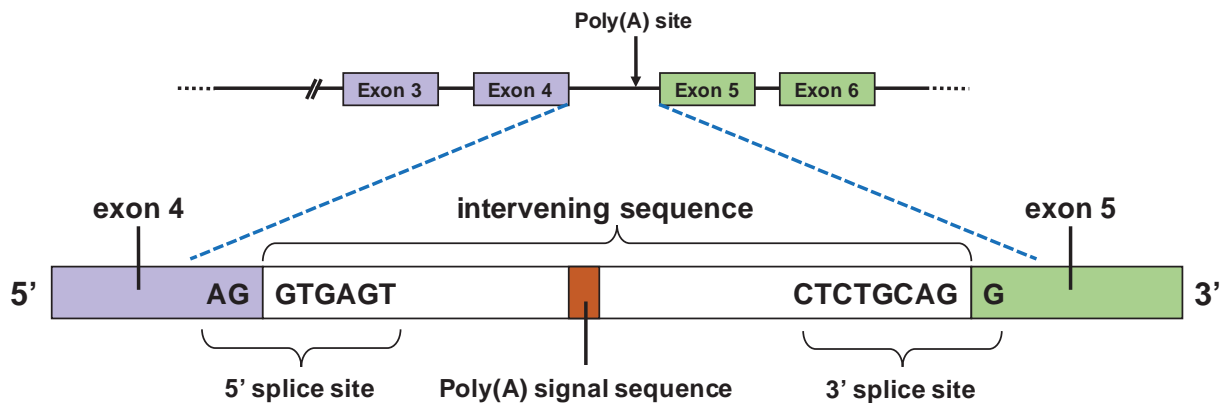 Poly(A) site
Exon 3 Exon 4 Exon 5 Exon 6
exon 4 intervening sequence exon 5
5’ AG GTGAGT CTCTGCAG G 3’
5’ splice site Poly(A) signal sequence 3’ splice site